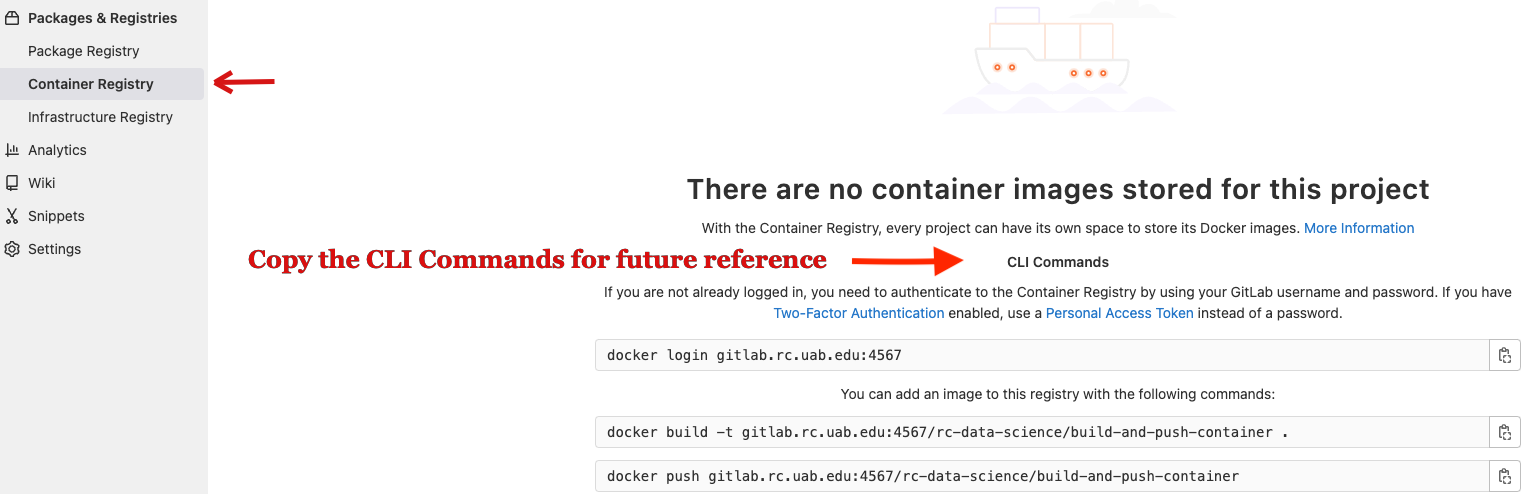 Packages & Registries
Package Registry
Container Registry
Infrastructure Registry
Analytics
Wiki
Snippets
Settings
There are no container images stored for this project
With the Container Registry, every project can have its own space to store its Docker images. More Information
Copy the CLI Commands for future reference
CLI Commands
If you are not already logged in, you need to authenticate to the Container Registry by using your GitLab username and password. If you have
Two-Factor Authentication enabled, use a Personal Access Token instead of a password.
docker login gitlab.rc.uab.edu:4567
You can add an image to this registry with the following commands:
docker build -t gitlab.rc.uab.edu:4567/rc-data-science/build-and-push-container .
docker push gitlab.rc.uab.edu:4567/rc-data-science/build-and-push-container